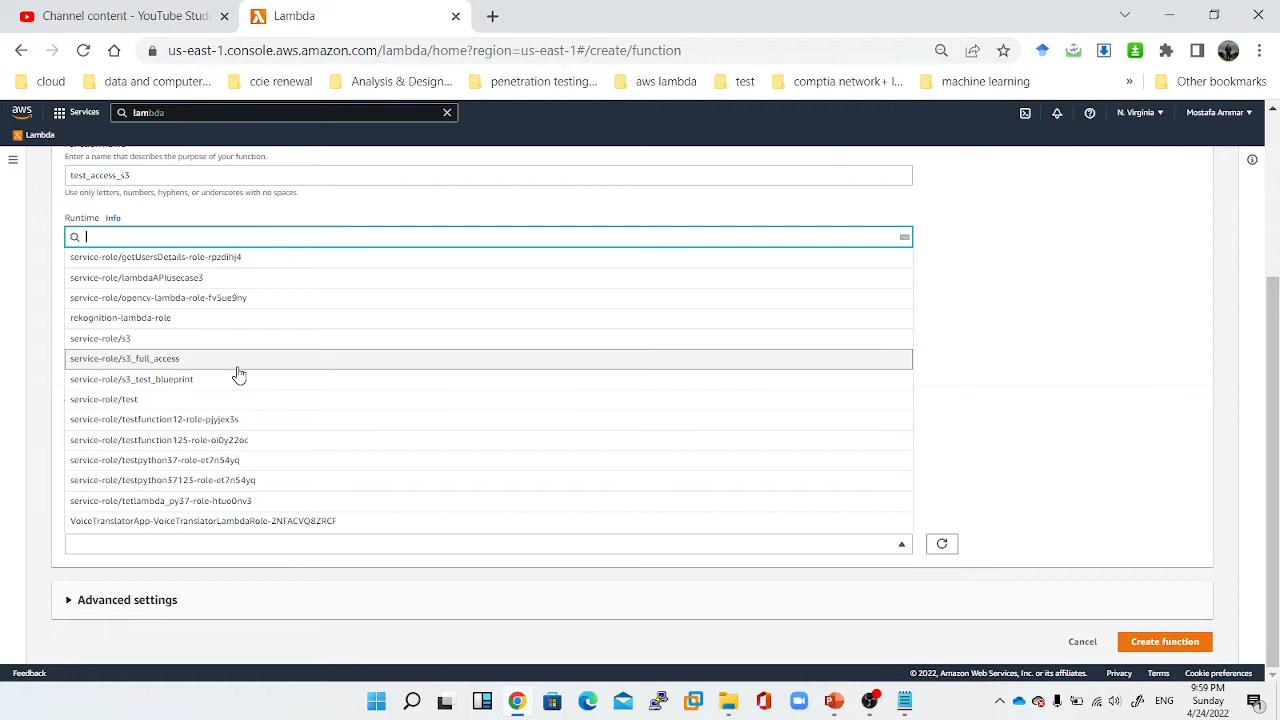 Channel content - YouTube Studi
Lambda
us-east-1.console.aws.amazon.com/lambda/home?region=us-east-1#/create/function
cloud
data and computer...
ccie renewal
Analysis & Design...
penetration testing...
aws lambda
test
comptia network+ l...
machine learning
»
Other bookmarks
aws
Services
lambda
N. Virginia
Mostafa Ammar
Lambda
Enter a name that describes the purpose of your function.
test_access_s3
Use only letters, numbers, hyphens, or underscores with no spaces.
Runtime Info
service-role/getUsersDetails-role-rpzdihj4
service-role/lambdaAPIusecase3
service-role/opencv-lambda-role-fv5ue9ny
rekognition-lambda-role
service-role/s3
service-role/s3_full_access
service-role/s3_test_blueprint
service-role/test
service-role/testfunction12-role-pjyjex3s
service-role/testfunction125-role-oi0y22oc
service-role/testpython37-role-et7n54yq
service-role/testpython37123-role-et7n54yq
service-role/tetlambda_py37-role-htuo0nv3
VoiceTranslatorApp-VoiceTranslatorLambdaRole-2NFACVQ8ZRCF
Advanced settings
Cancel
Create function
Feedback
© 2022, Amazon Web Services, Inc. or its affiliates.
Privacy
Terms
Cookie preferences
ENG
9:59 PM
Sunday
4/24/2022